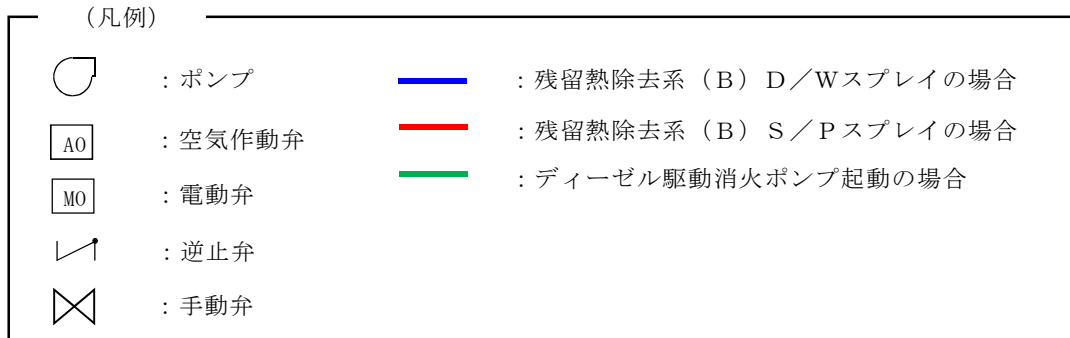 （凡例）
：ポンプ
AO ：空気作動弁
MO ：電動弁
：逆止弁
：手動弁
：残留熱除去系（Ｂ）Ｄ／Ｗスプレイの場合
：残留熱除去系（Ｂ）Ｓ／Ｐスプレイの場合
：ディーゼル駆動消火ポンプ起動の場合